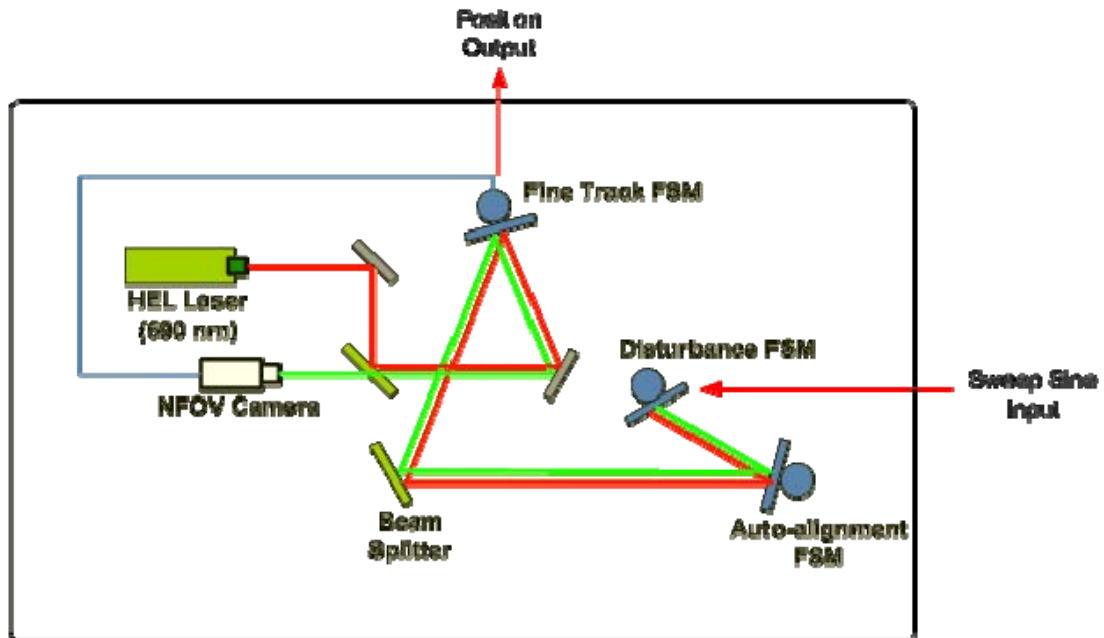 Position
Output
Fine Track FSM
HEL Laser
(690 nm)
Disturbance FSM
NFOV Camera
Sweep Sine
Input
Beam
Splitter
Auto-alignment
FSM